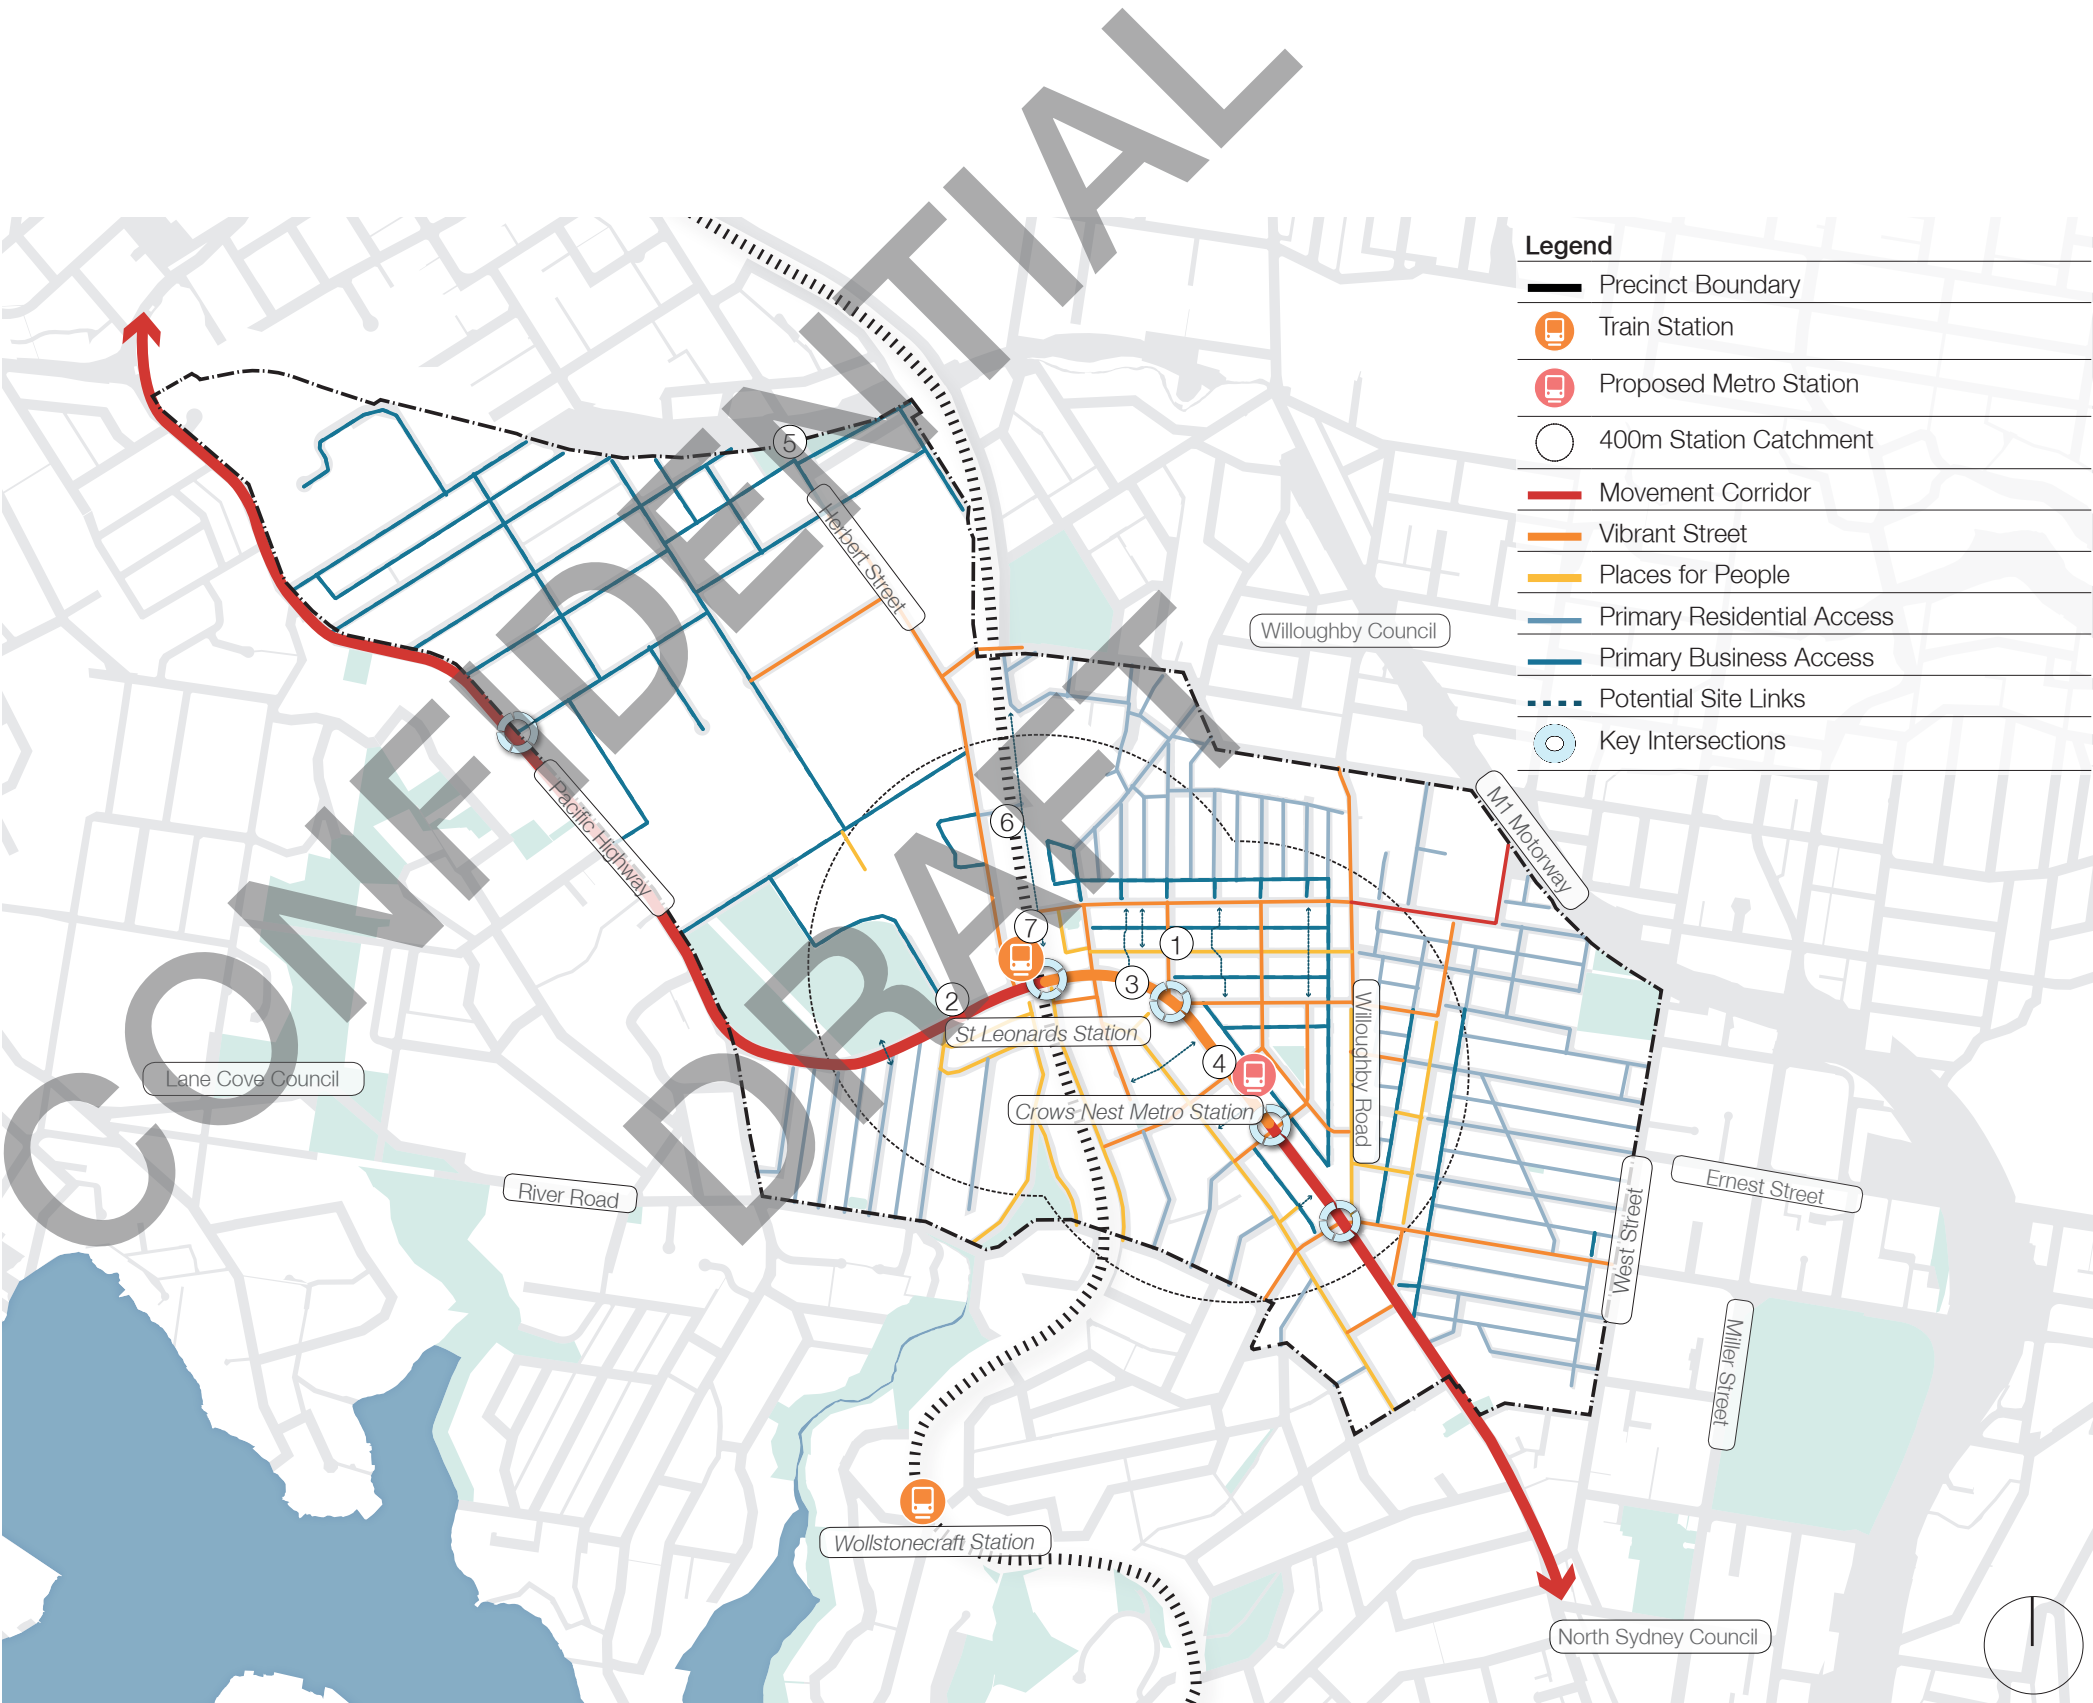 CONFIDENTIAL
DRAFT
Legend
Precinct Boundary
Train Station
Proposed Metro Station
400m Station Catchment
Movement Corridor
Vibrant Street
Places for People
Primary Residential Access
Primary Business Access
Potential Site Links
Key Intersections
5
Herbert Street
Willoughby Council
Pacific Highway
M1 Motorway
6
7
1
3
2
St Leonards Station
4
Willoughby Road
Lane Cove Council
Crows Nest Metro Station
River Road
Ernest Street
West Street
Miller Street
Wollstonecraft Station
North Sydney Council